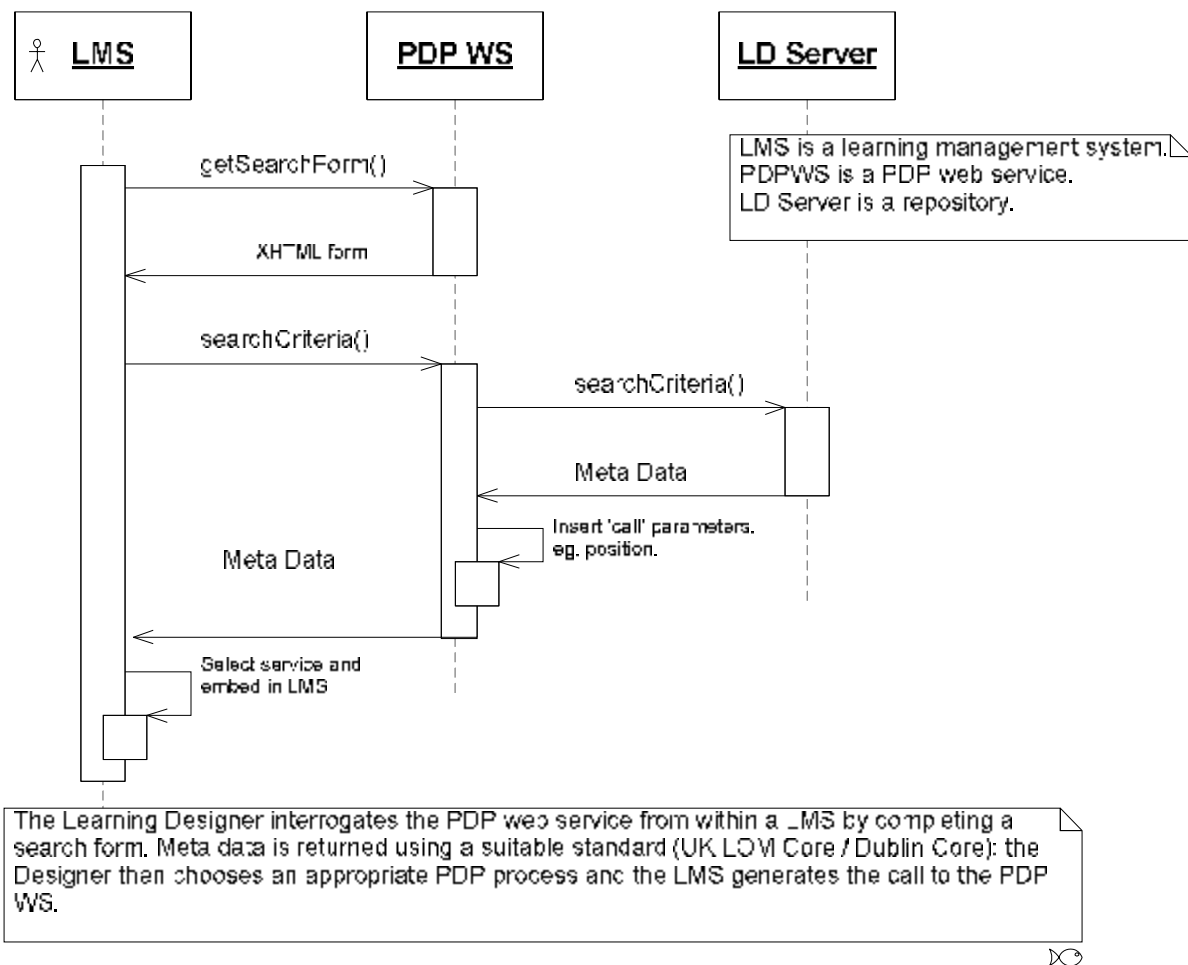 LMS
PDP WS
LD Server
LMS is a learning management system.
PDPWS is a PDP web service.
LD Server is a repository.
getSearchForm()
XHTML form
searchCriteria()
searchCriteria()
Meta Data
Insert 'call' parameters.
eg. position.
Meta Data
Select service and
embed in LMS
The Learning Designer interrogates the PDP web service from within a LMS by completing a
search form. Meta data is returned using a suitable standard (UK LOM Core / Dublin Core): the
Designer then chooses an appropriate PDP process and the LMS generates the call to the PDP
WS.